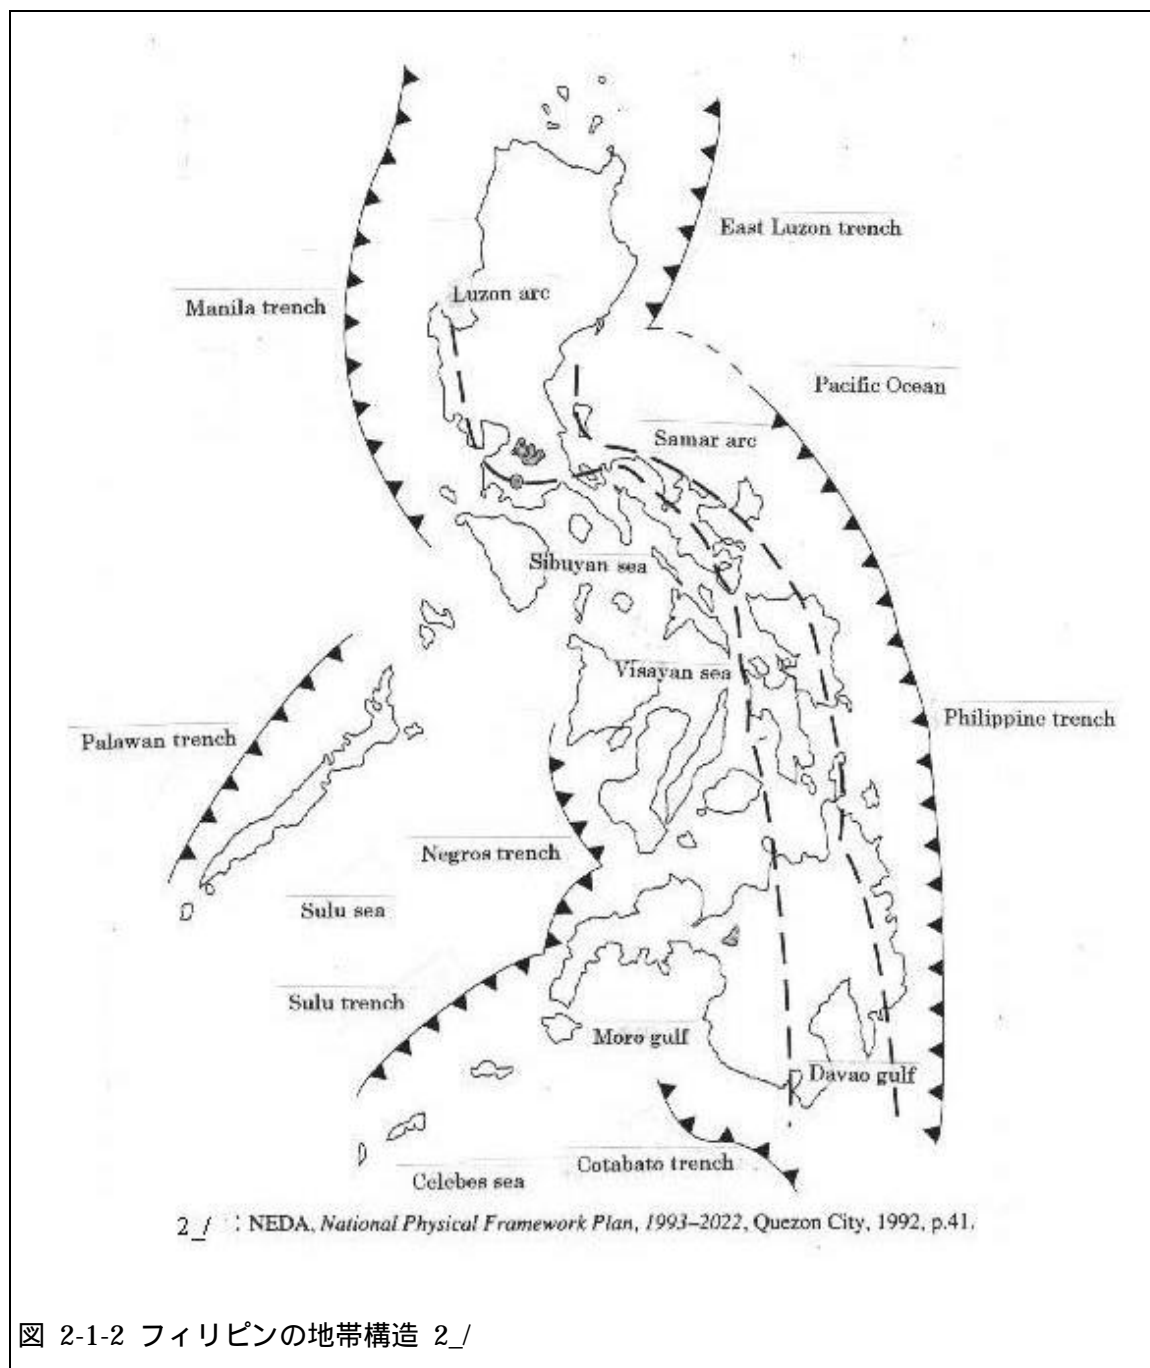 East Luzon trench
Luzon arc
Manila trench
Pacific Ocean
Samar arc
Sibuyan sea
Visayan sea
Philippine trench
Palawan trench
Negros trench
Sulu sea
Sulu trench
Moro gulf
Davao gulf
Cotabato trench
Celebes sea
2_/ : NEDA, National Physical Framework Plan, 1993–2022, Quezon City, 1992, p.41.
図 2-1-2 フィリピンの地帯構造 2_/